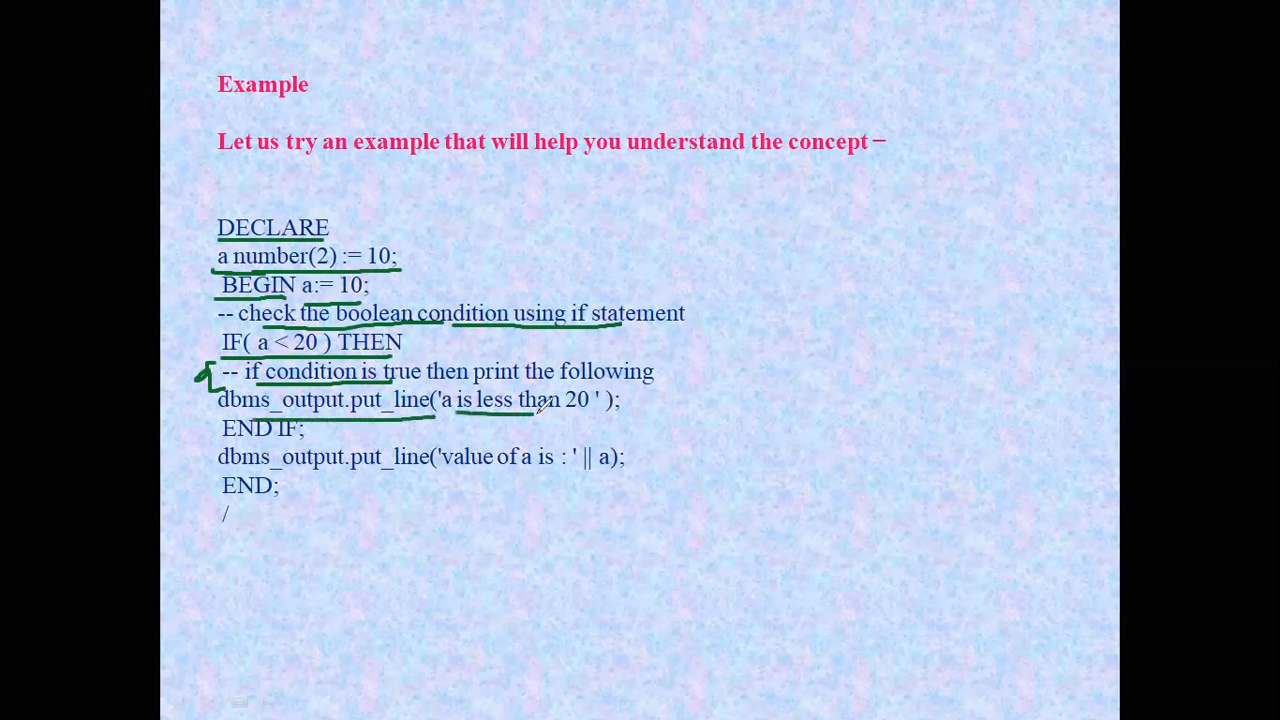 Example
Let us try an example that will help you understand the concept −
DECLARE
a number(2) := 10;
BEGIN a:= 10;
-- check the boolean condition using if statement
IF( a < 20 ) THEN
-- if condition is true then print the following
dbms_output.put_line('a is less than 20 ' );
END IF;
dbms_output.put_line('value of a is : ' || a);
END;
/